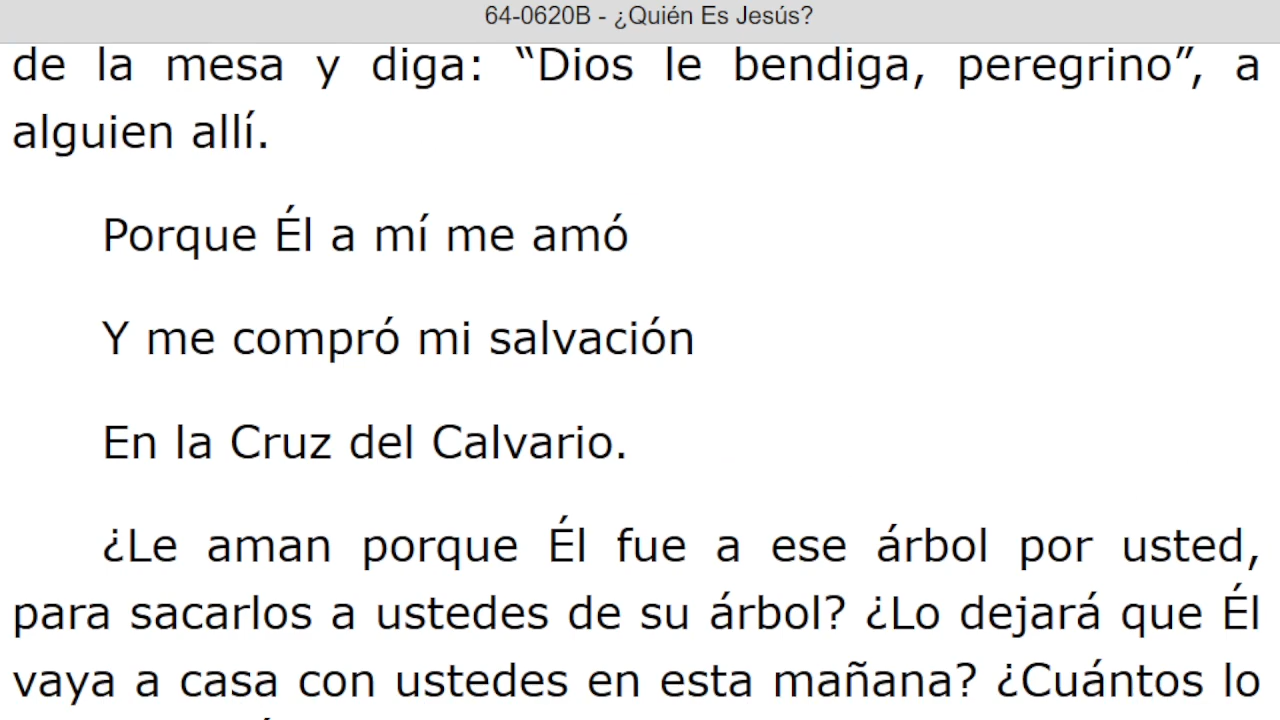 64-0620B - ¿Quién Es Jesús?
de la mesa y diga: “Dios le bendiga, peregrino”, a
alguien allí.
Porque Él a mí me amó
Y me compró mi salvación
En la Cruz del Calvario.
¿Le aman porque Él fue a ese árbol por usted,
para sacarlos a ustedes de su árbol? ¿Lo dejará que Él
vaya a casa con ustedes en esta mañana? ¿Cuántos lo